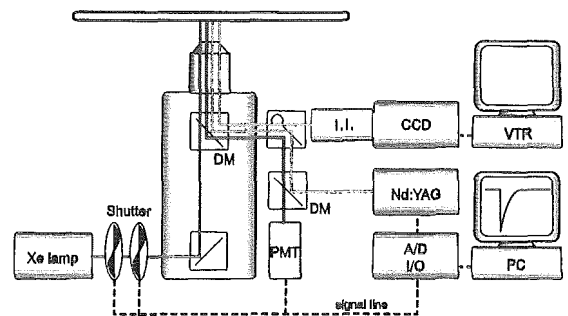 I.I.
CCD
VTR
DM
DM
Nd:YAG
Shutter
Xe lamp
PMT
A/D
I/O
PC
signal line